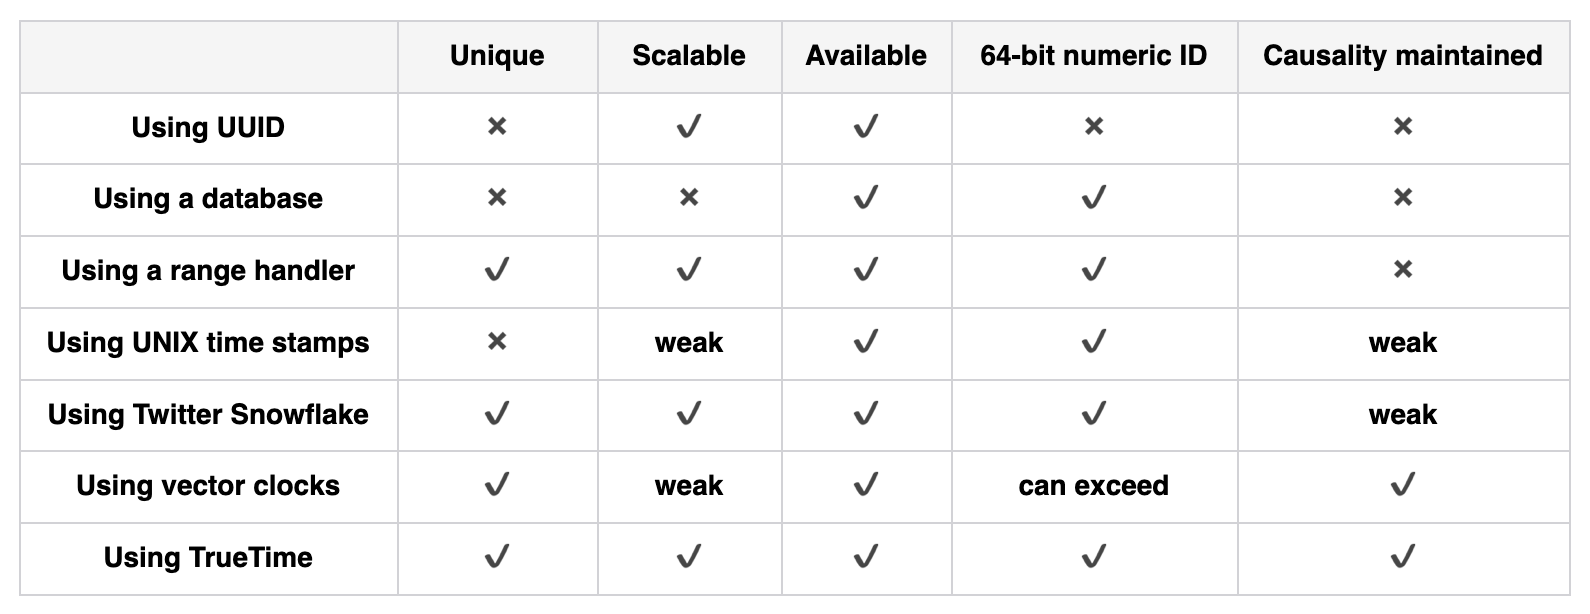 Unique Scalable Available 64-bit numeric ID Causality maintained
Using UUID ✖ ✔ ✔ ✖ ✖
Using a database ✖ ✖ ✔ ✔ ✖
Using a range handler ✔ ✔ ✔ ✔ ✖
Using UNIX time stamps ✖ weak ✔ ✔ weak
Using Twitter Snowflake ✔ ✔ ✔ ✔ weak
Using vector clocks ✔ weak ✔ can exceed ✔
Using TrueTime ✔ ✔ ✔ ✔ ✔